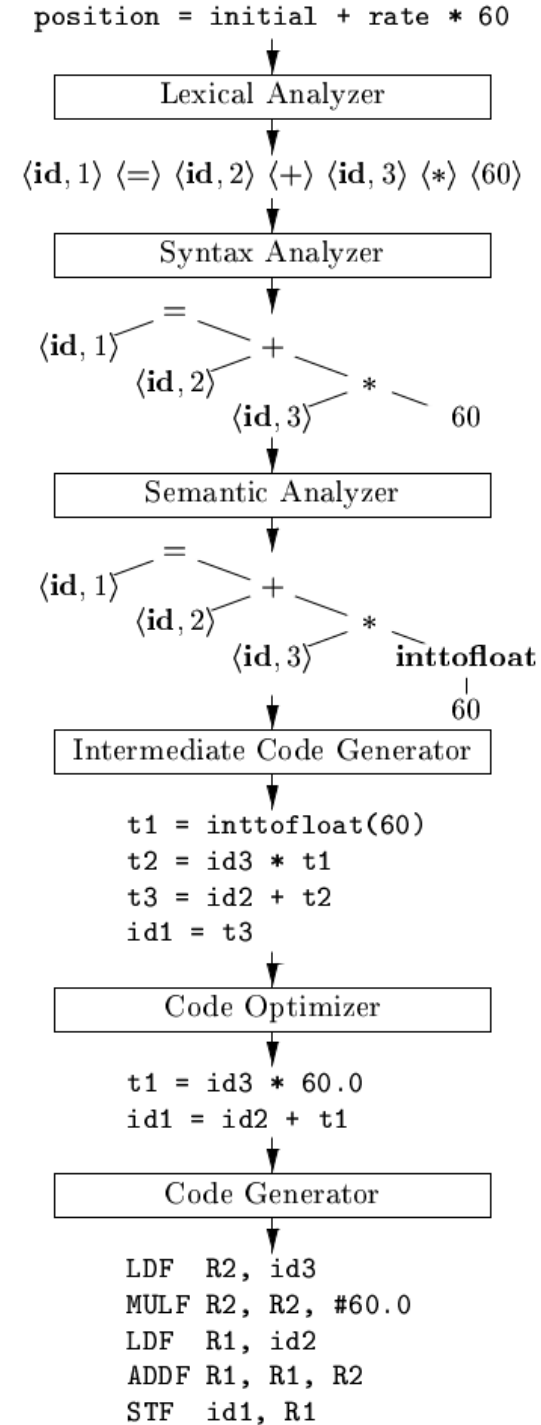 position = initial + rate * 60
Lexical Analyzer
⟨id, 1⟩ ⟨=⟩ ⟨id, 2⟩ ⟨+⟩ ⟨id, 3⟩ ⟨*⟩ ⟨60⟩
Syntax Analyzer
=
⟨id, 1⟩ +
⟨id, 2⟩ *
⟨id, 3⟩ 60
Semantic Analyzer
=
⟨id, 1⟩ +
⟨id, 2⟩ *
⟨id, 3⟩ inttofloat
60
Intermediate Code Generator
t1 = inttofloat(60)
t2 = id3 * t1
t3 = id2 + t2
id1 = t3
Code Optimizer
t1 = id3 * 60.0
id1 = id2 + t1
Code Generator
LDF R2, id3
MULF R2, R2, #60.0
LDF R1, id2
ADDF R1, R1, R2
STF id1, R1